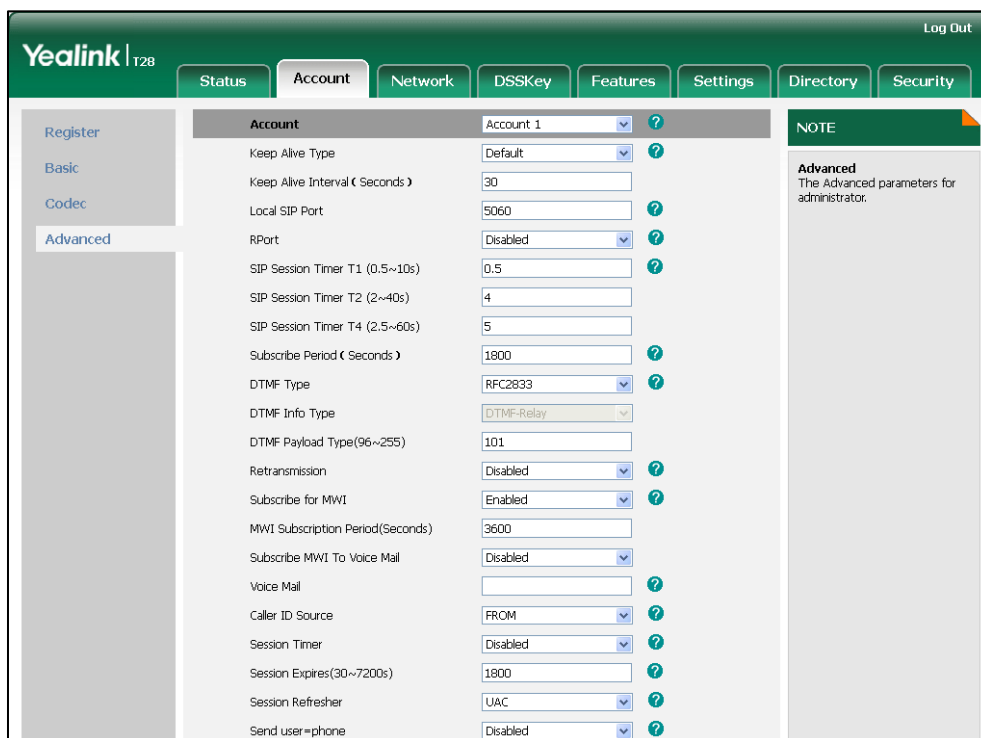 Log Out
Yealink T28
Status Account Network DSSKey Features Settings Directory Security
Register
Basic
Codec
Advanced
Account Account 1 ?
Keep Alive Type Default ?
Keep Alive Interval ( Seconds ) 30
Local SIP Port 5060 ?
RPort Disabled ?
SIP Session Timer T1 (0.5~10s) 0.5 ?
SIP Session Timer T2 (2~40s) 4
SIP Session Timer T4 (2.5~60s) 5
Subscribe Period ( Seconds ) 1800 ?
DTMF Type RFC2833 ?
DTMF Info Type DTMF-Relay
DTMF Payload Type(96~255) 101
Retransmission Disabled ?
Subscribe for MWI Enabled ?
MWI Subscription Period(Seconds) 3600
Subscribe MWI To Voice Mail Disabled
Voice Mail ?
Caller ID Source FROM ?
Session Timer Disabled ?
Session Expires(30~7200s) 1800 ?
Session Refresher UAC ?
Send user=phone Disabled ?
NOTE
Advanced
The Advanced parameters for
administrator.